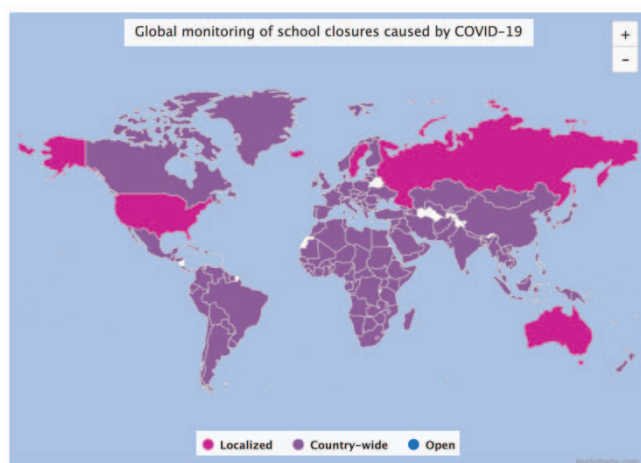 Global monitoring of school closures caused by COVID-19
+
-
Localized Country-wide Open